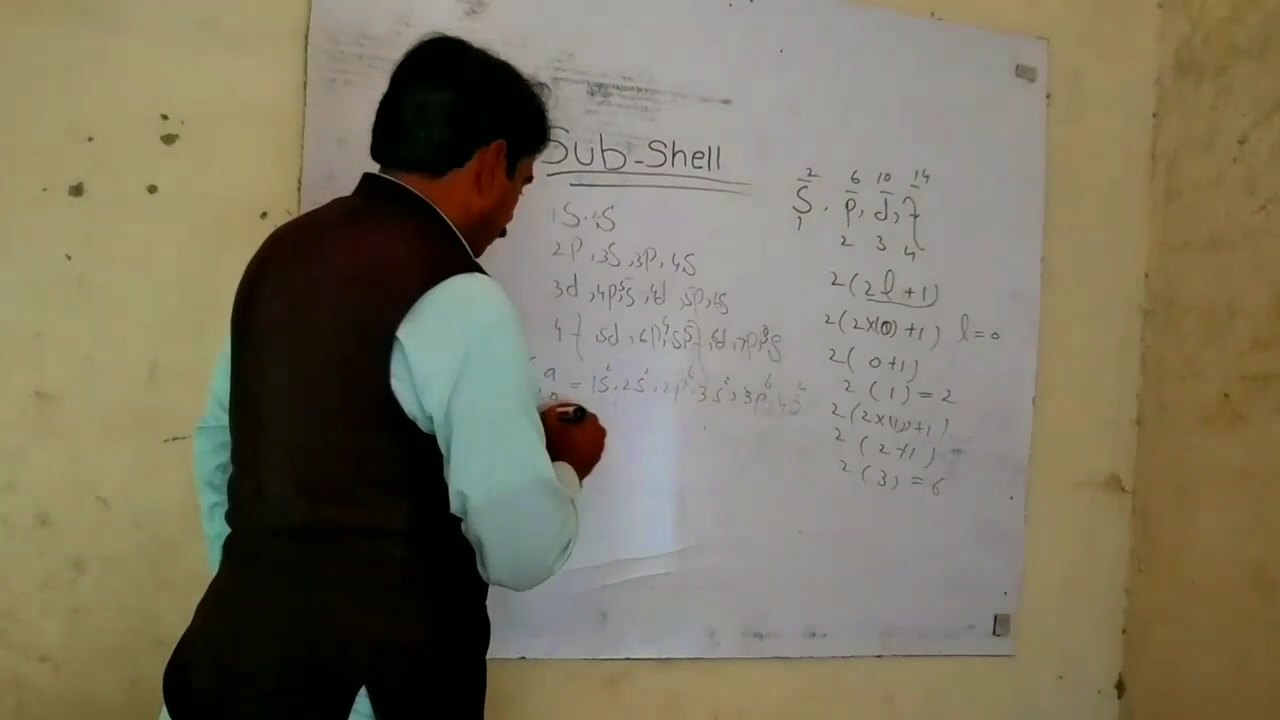 Sub-Shell
1S, 2S
2P, 3S, 3P, 4S
3d, 4P, 5S, 4d, 5P, 6S
4f, 5d, 6P, 7S, 5f, 6d, 7P, 8S
= 1S², 2S², 2P⁶, 3S², 3P⁶, 4S²
2 6 10 14
S, P, d, f
1 2 3 4
2(2l+1)
2(2×(0)+1) l=0
2(0+1)
2(1)=2
2(2×(1)+1)
2(2+1)
2(3)=6